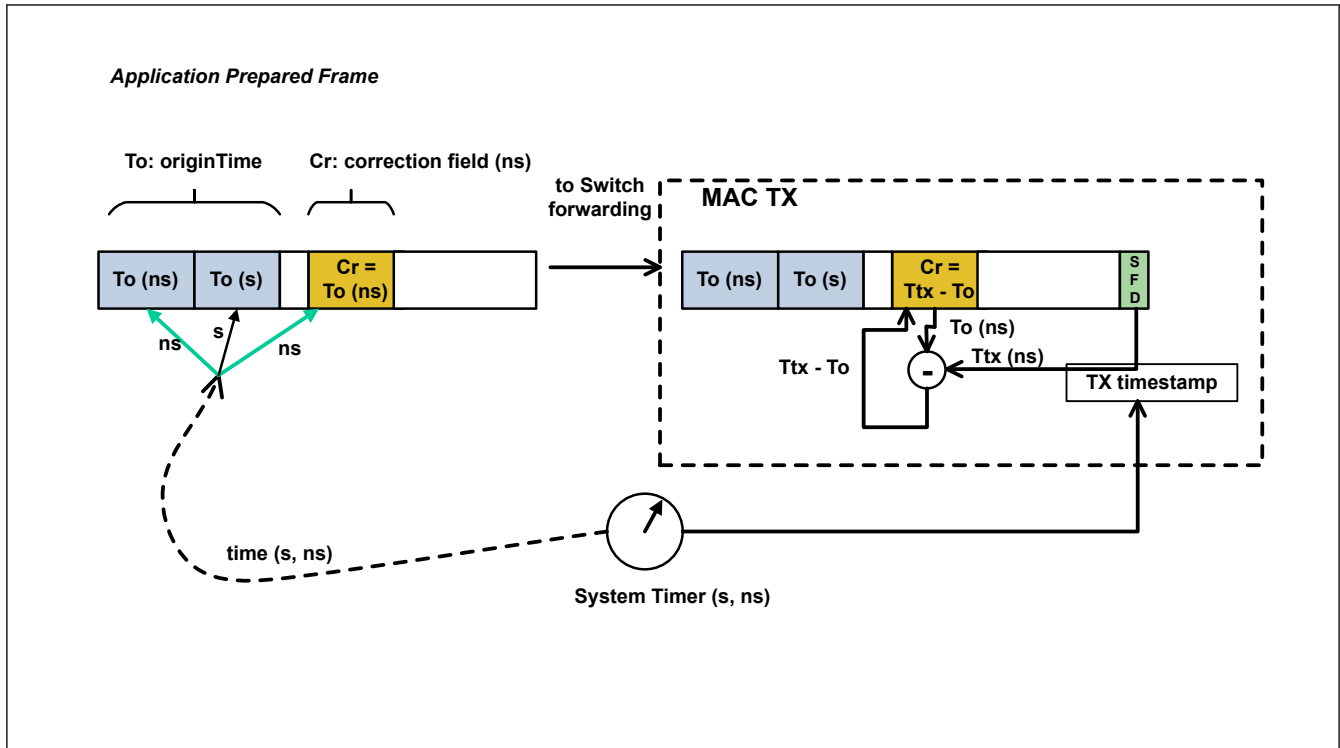 Application Prepared Frame
To: originTime
Cr: correction field (ns)
to Switch
forwarding
MAC TX
To (ns)
To (s)
Cr =
To (ns)
To (ns)
To (s)
Cr =
Ttx - To
S
F
D
ns
s
ns
To (ns)
Ttx (ns)
Ttx - To
-
TX timestamp
time (s, ns)
System Timer (s, ns)